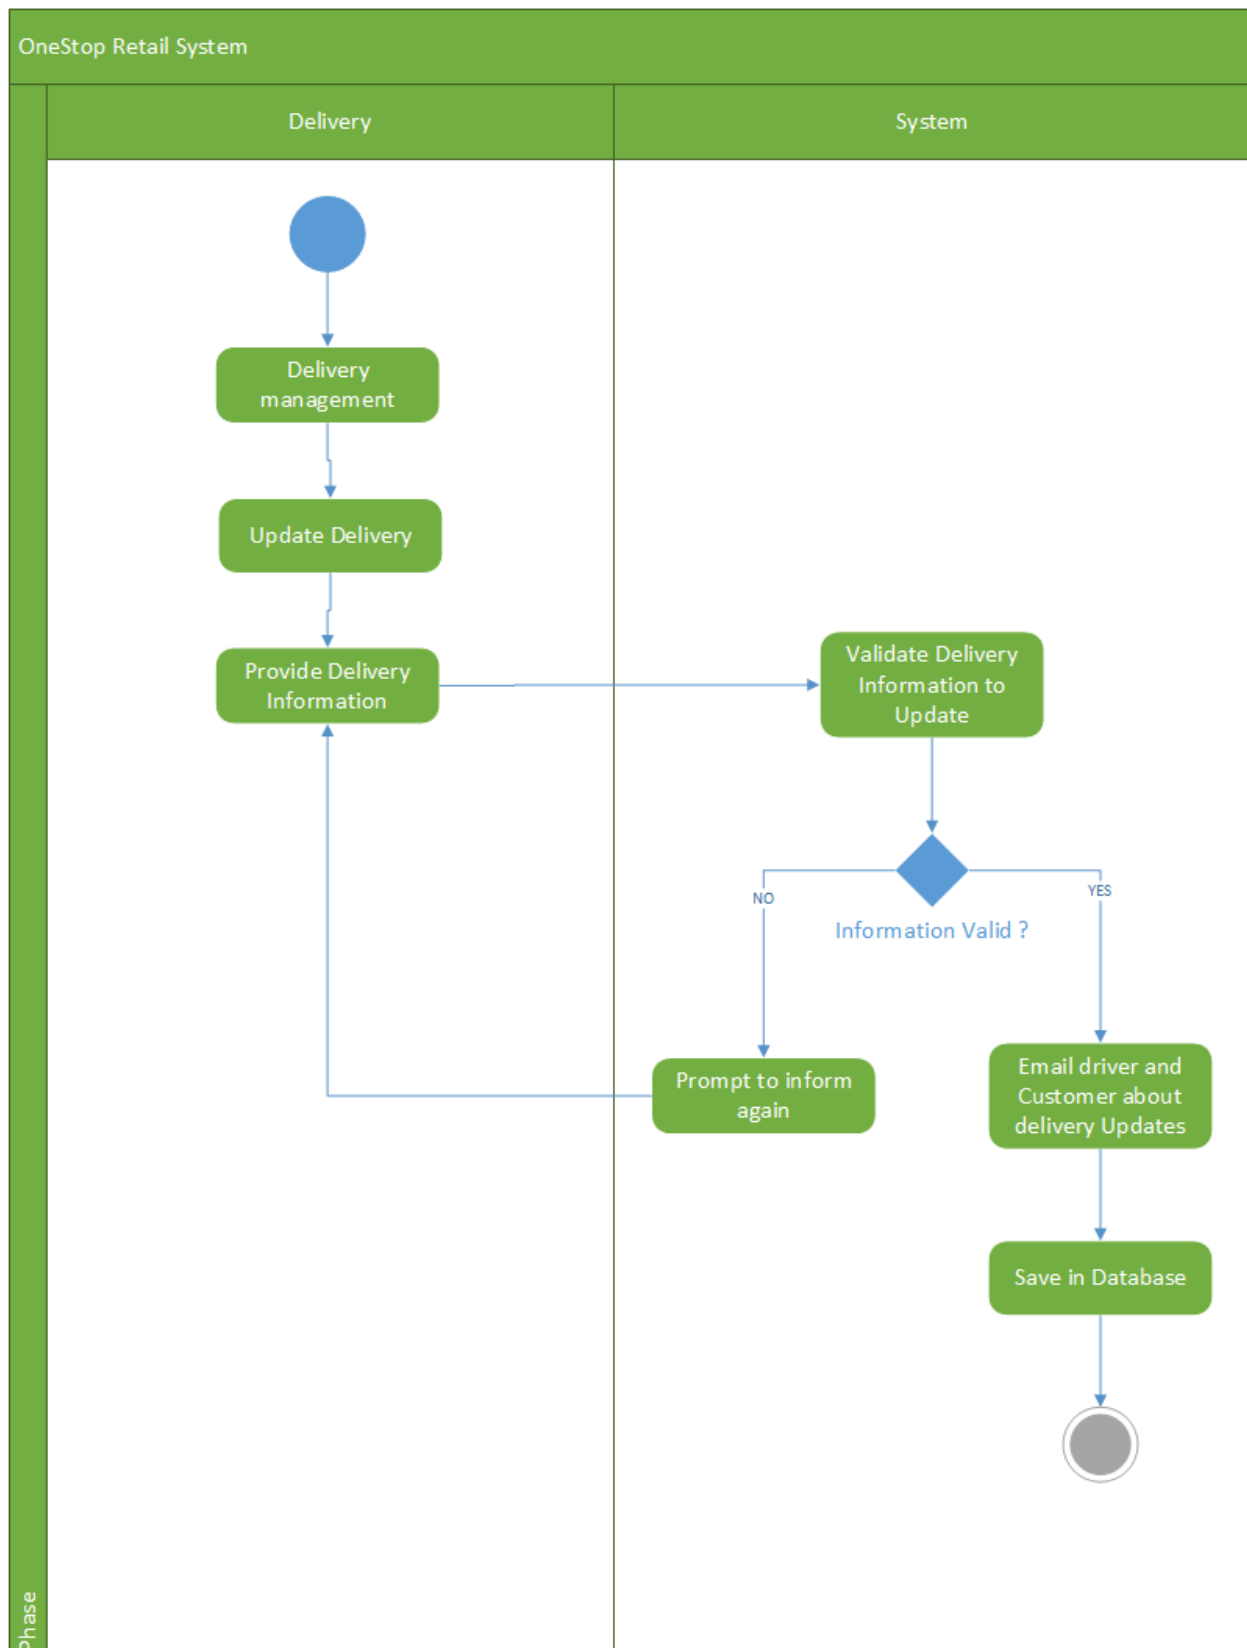 OneStop Retail System
Delivery
System
Delivery
management
Update Delivery
Provide Delivery
Information
Validate Delivery
Information to
Update
NO
YES
Information Valid ?
Prompt to inform
again
Email driver and
Customer about
delivery Updates
Save in Database
Phase